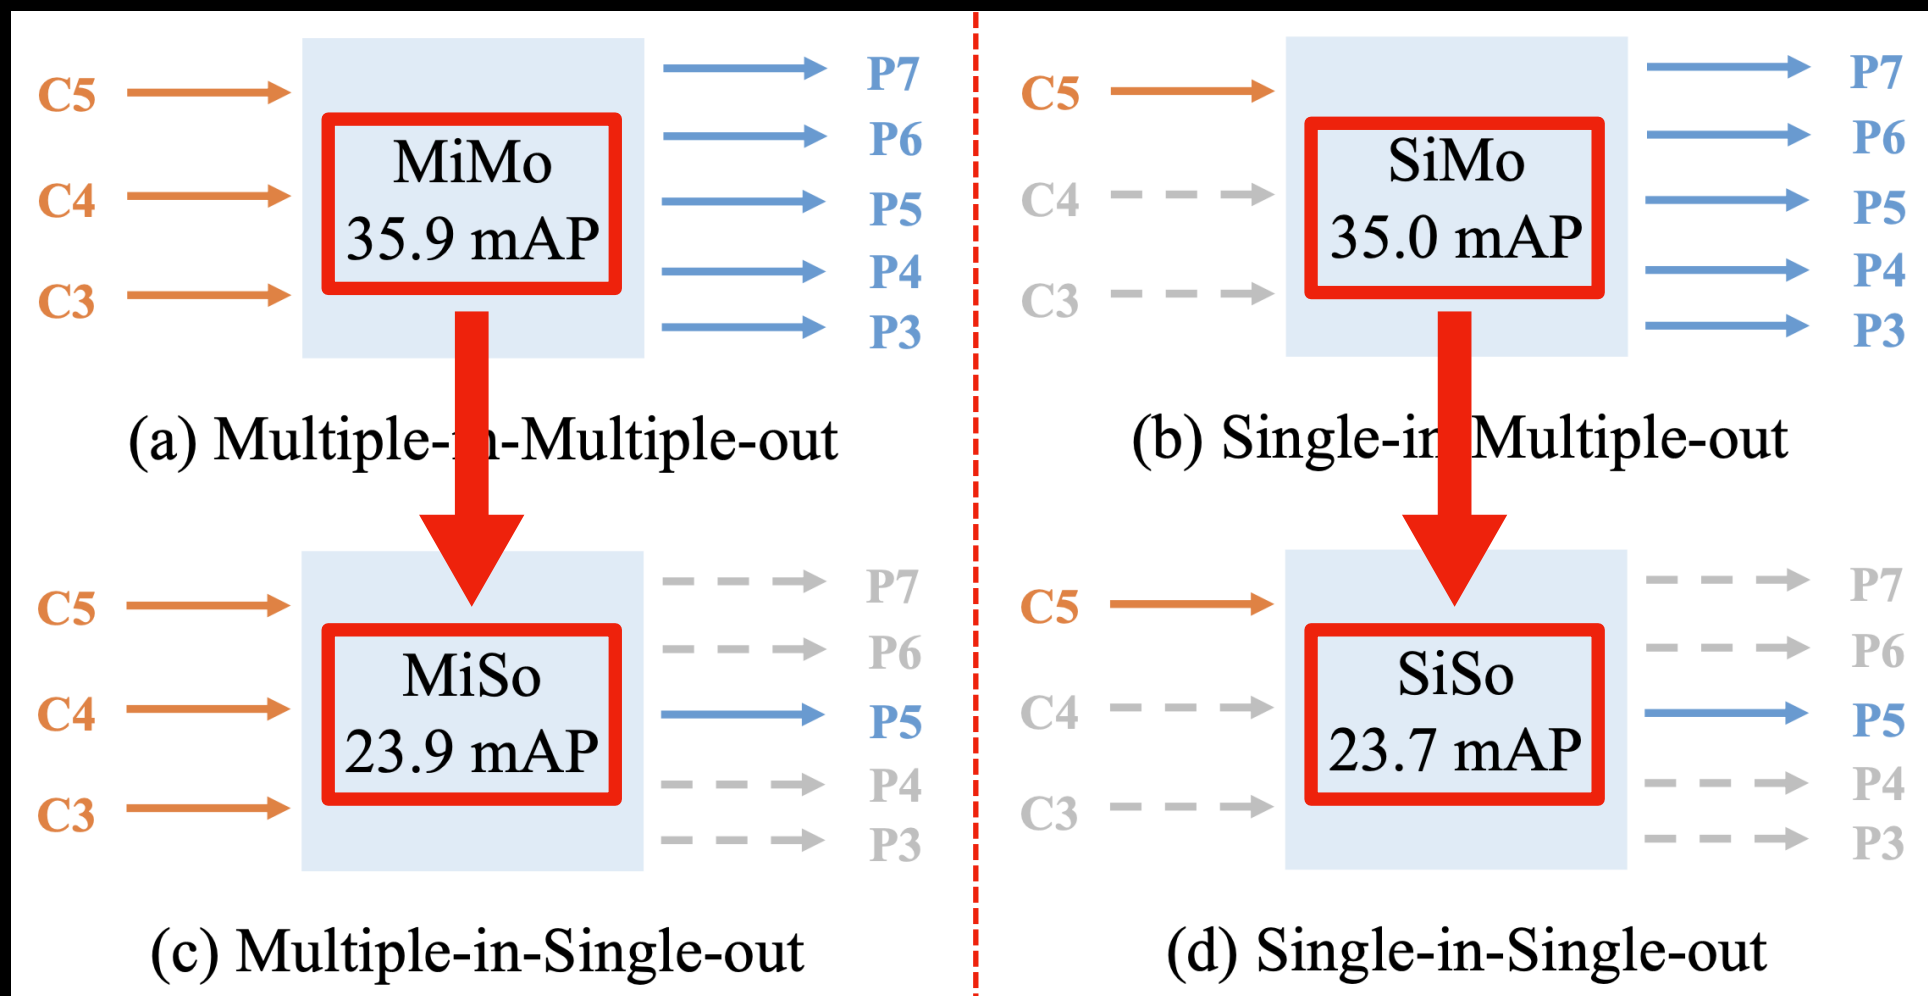 C5
C4
C3
MiMo
35.9 mAP
P7
P6
P5
P4
P3
(a) Multiple-in-Multiple-out
C5
C4
C3
SiMo
35.0 mAP
P7
P6
P5
P4
P3
(b) Single-in Multiple-out
C5
C4
C3
MiSo
23.9 mAP
P7
P6
P5
P4
P3
(c) Multiple-in-Single-out
C5
C4
C3
SiSo
23.7 mAP
P7
P6
P5
P4
P3
(d) Single-in-Single-out